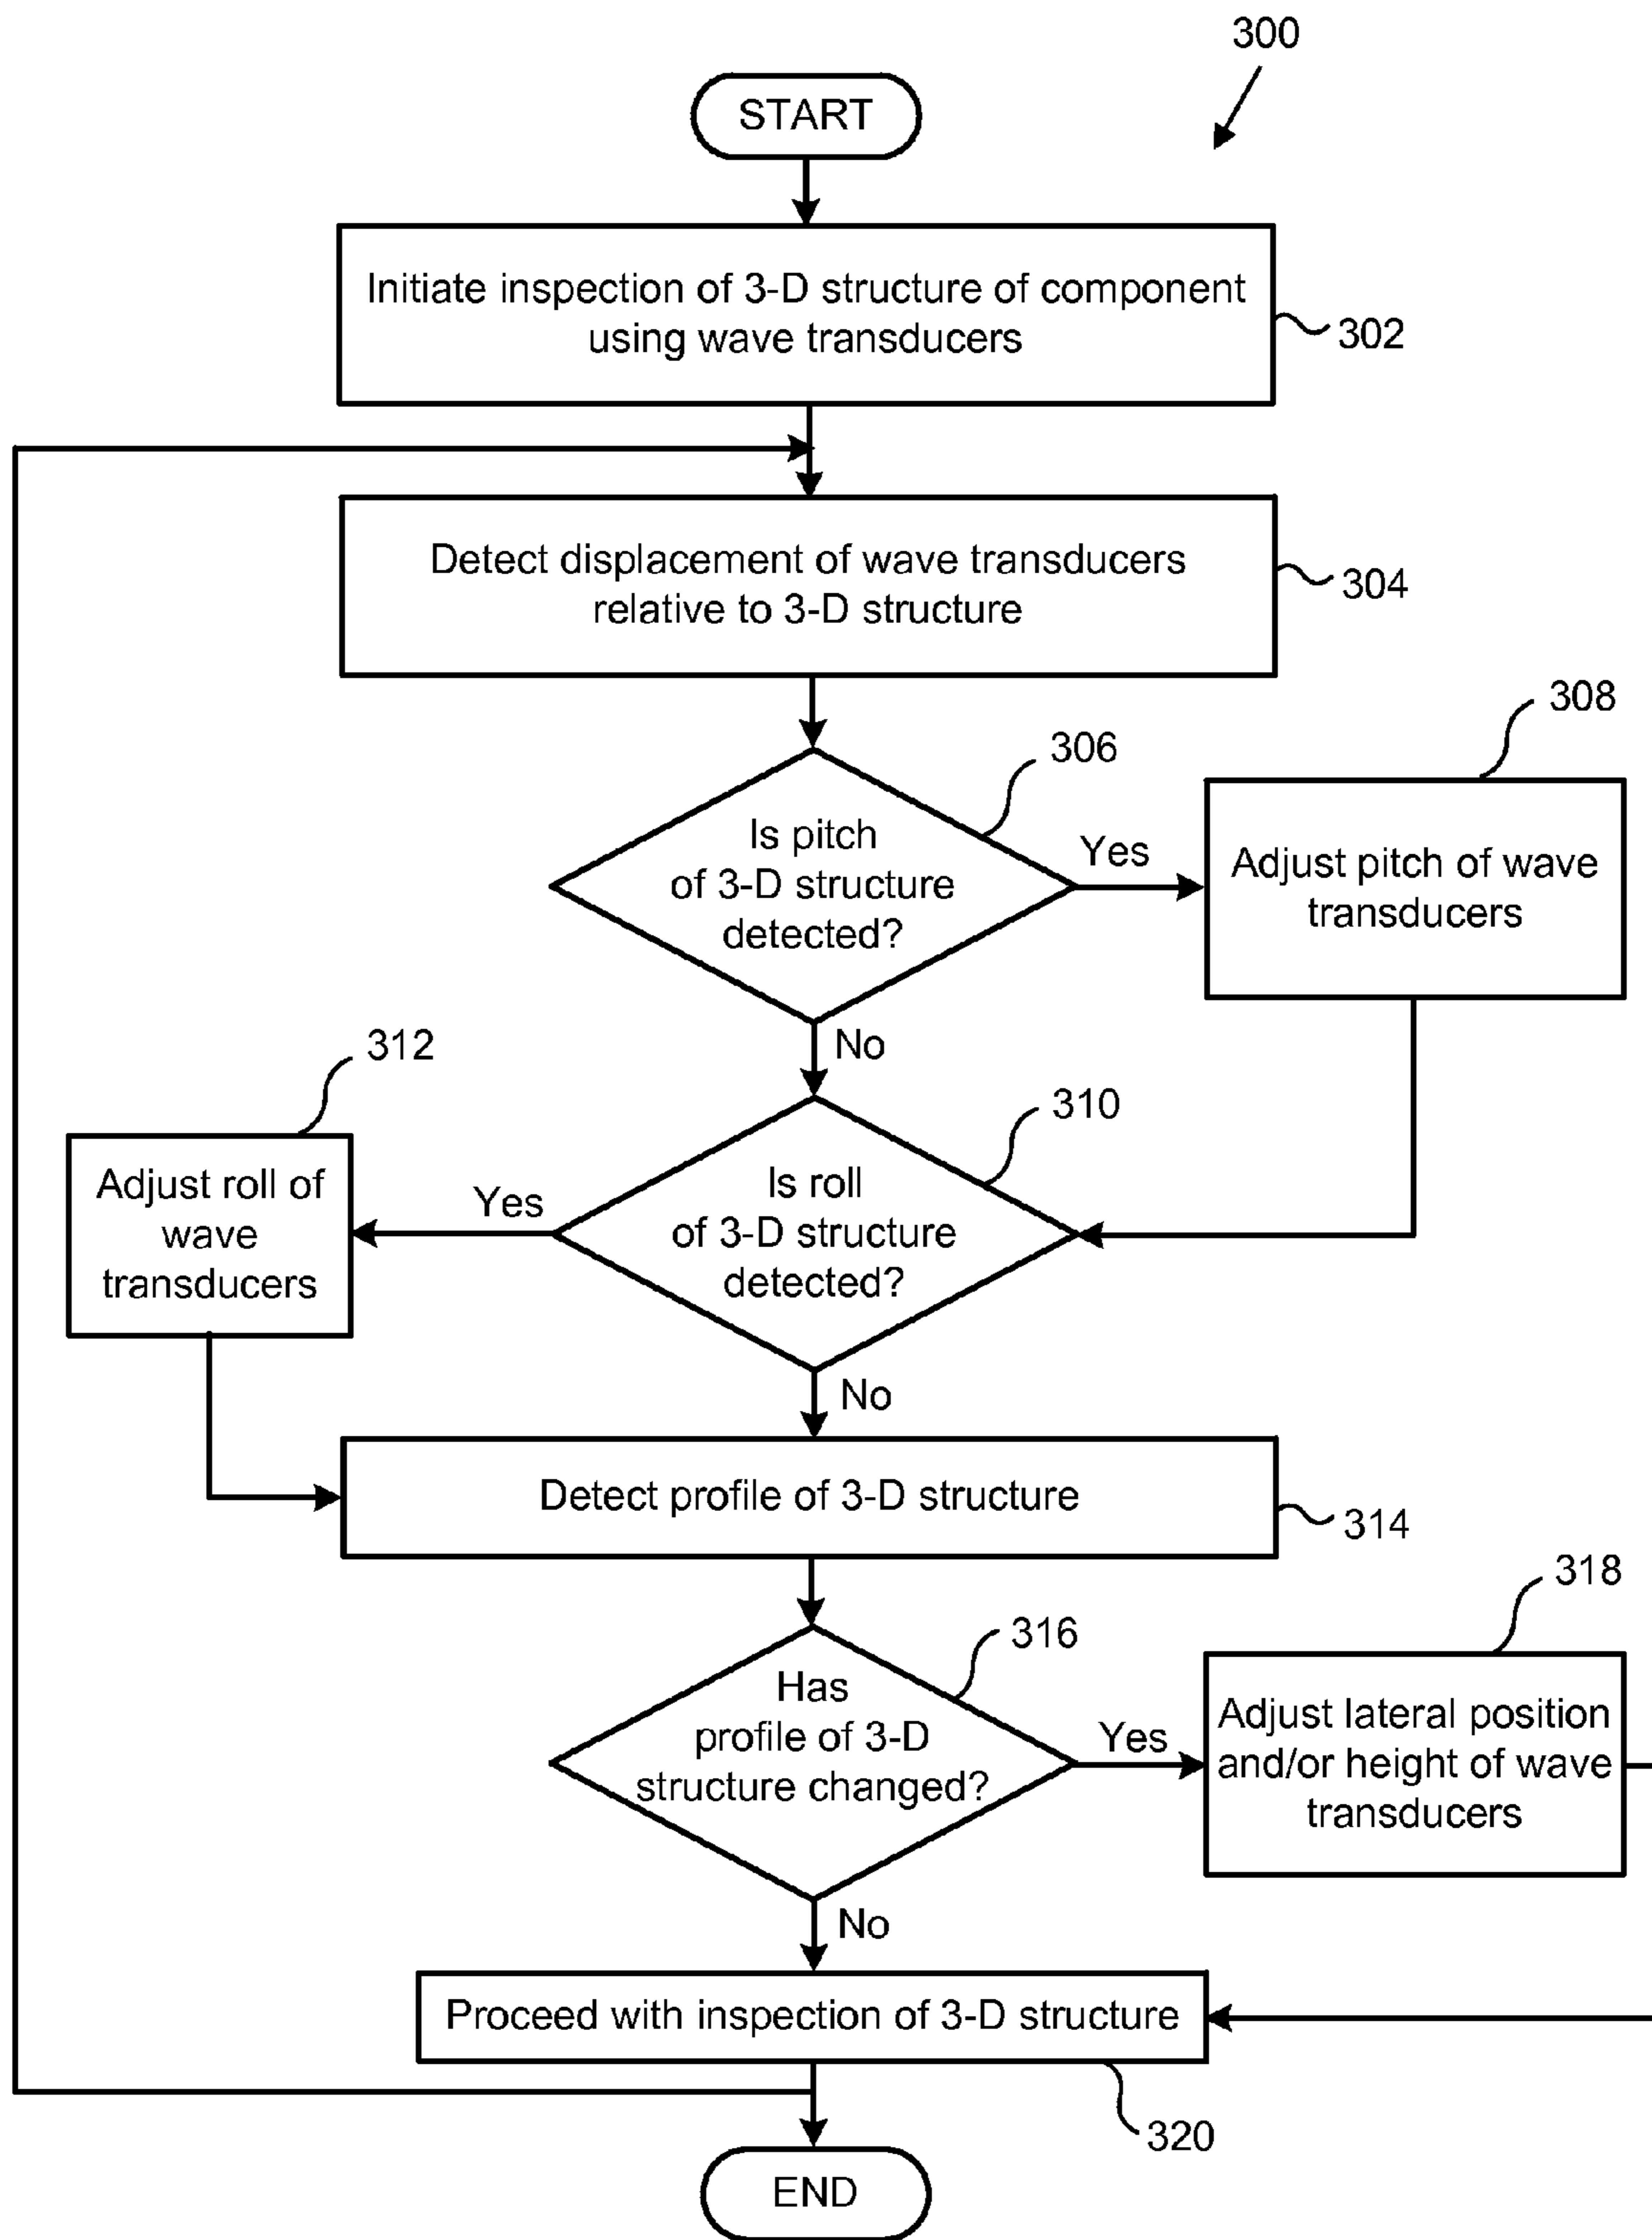 300
START
Initiate inspection of 3-D structure of component
using wave transducers
302
Detect displacement of wave transducers
relative to 3-D structure
304
306
Is pitch
of 3-D structure
detected?
Yes
308
Adjust pitch of wave
transducers
No
310
Is roll
of 3-D structure
detected?
Yes
312
Adjust roll of
wave
transducers
No
Detect profile of 3-D structure
314
316
Has
profile of 3-D
structure changed?
Yes
318
Adjust lateral position
and/or height of wave
transducers
No
Proceed with inspection of 3-D structure
320
END